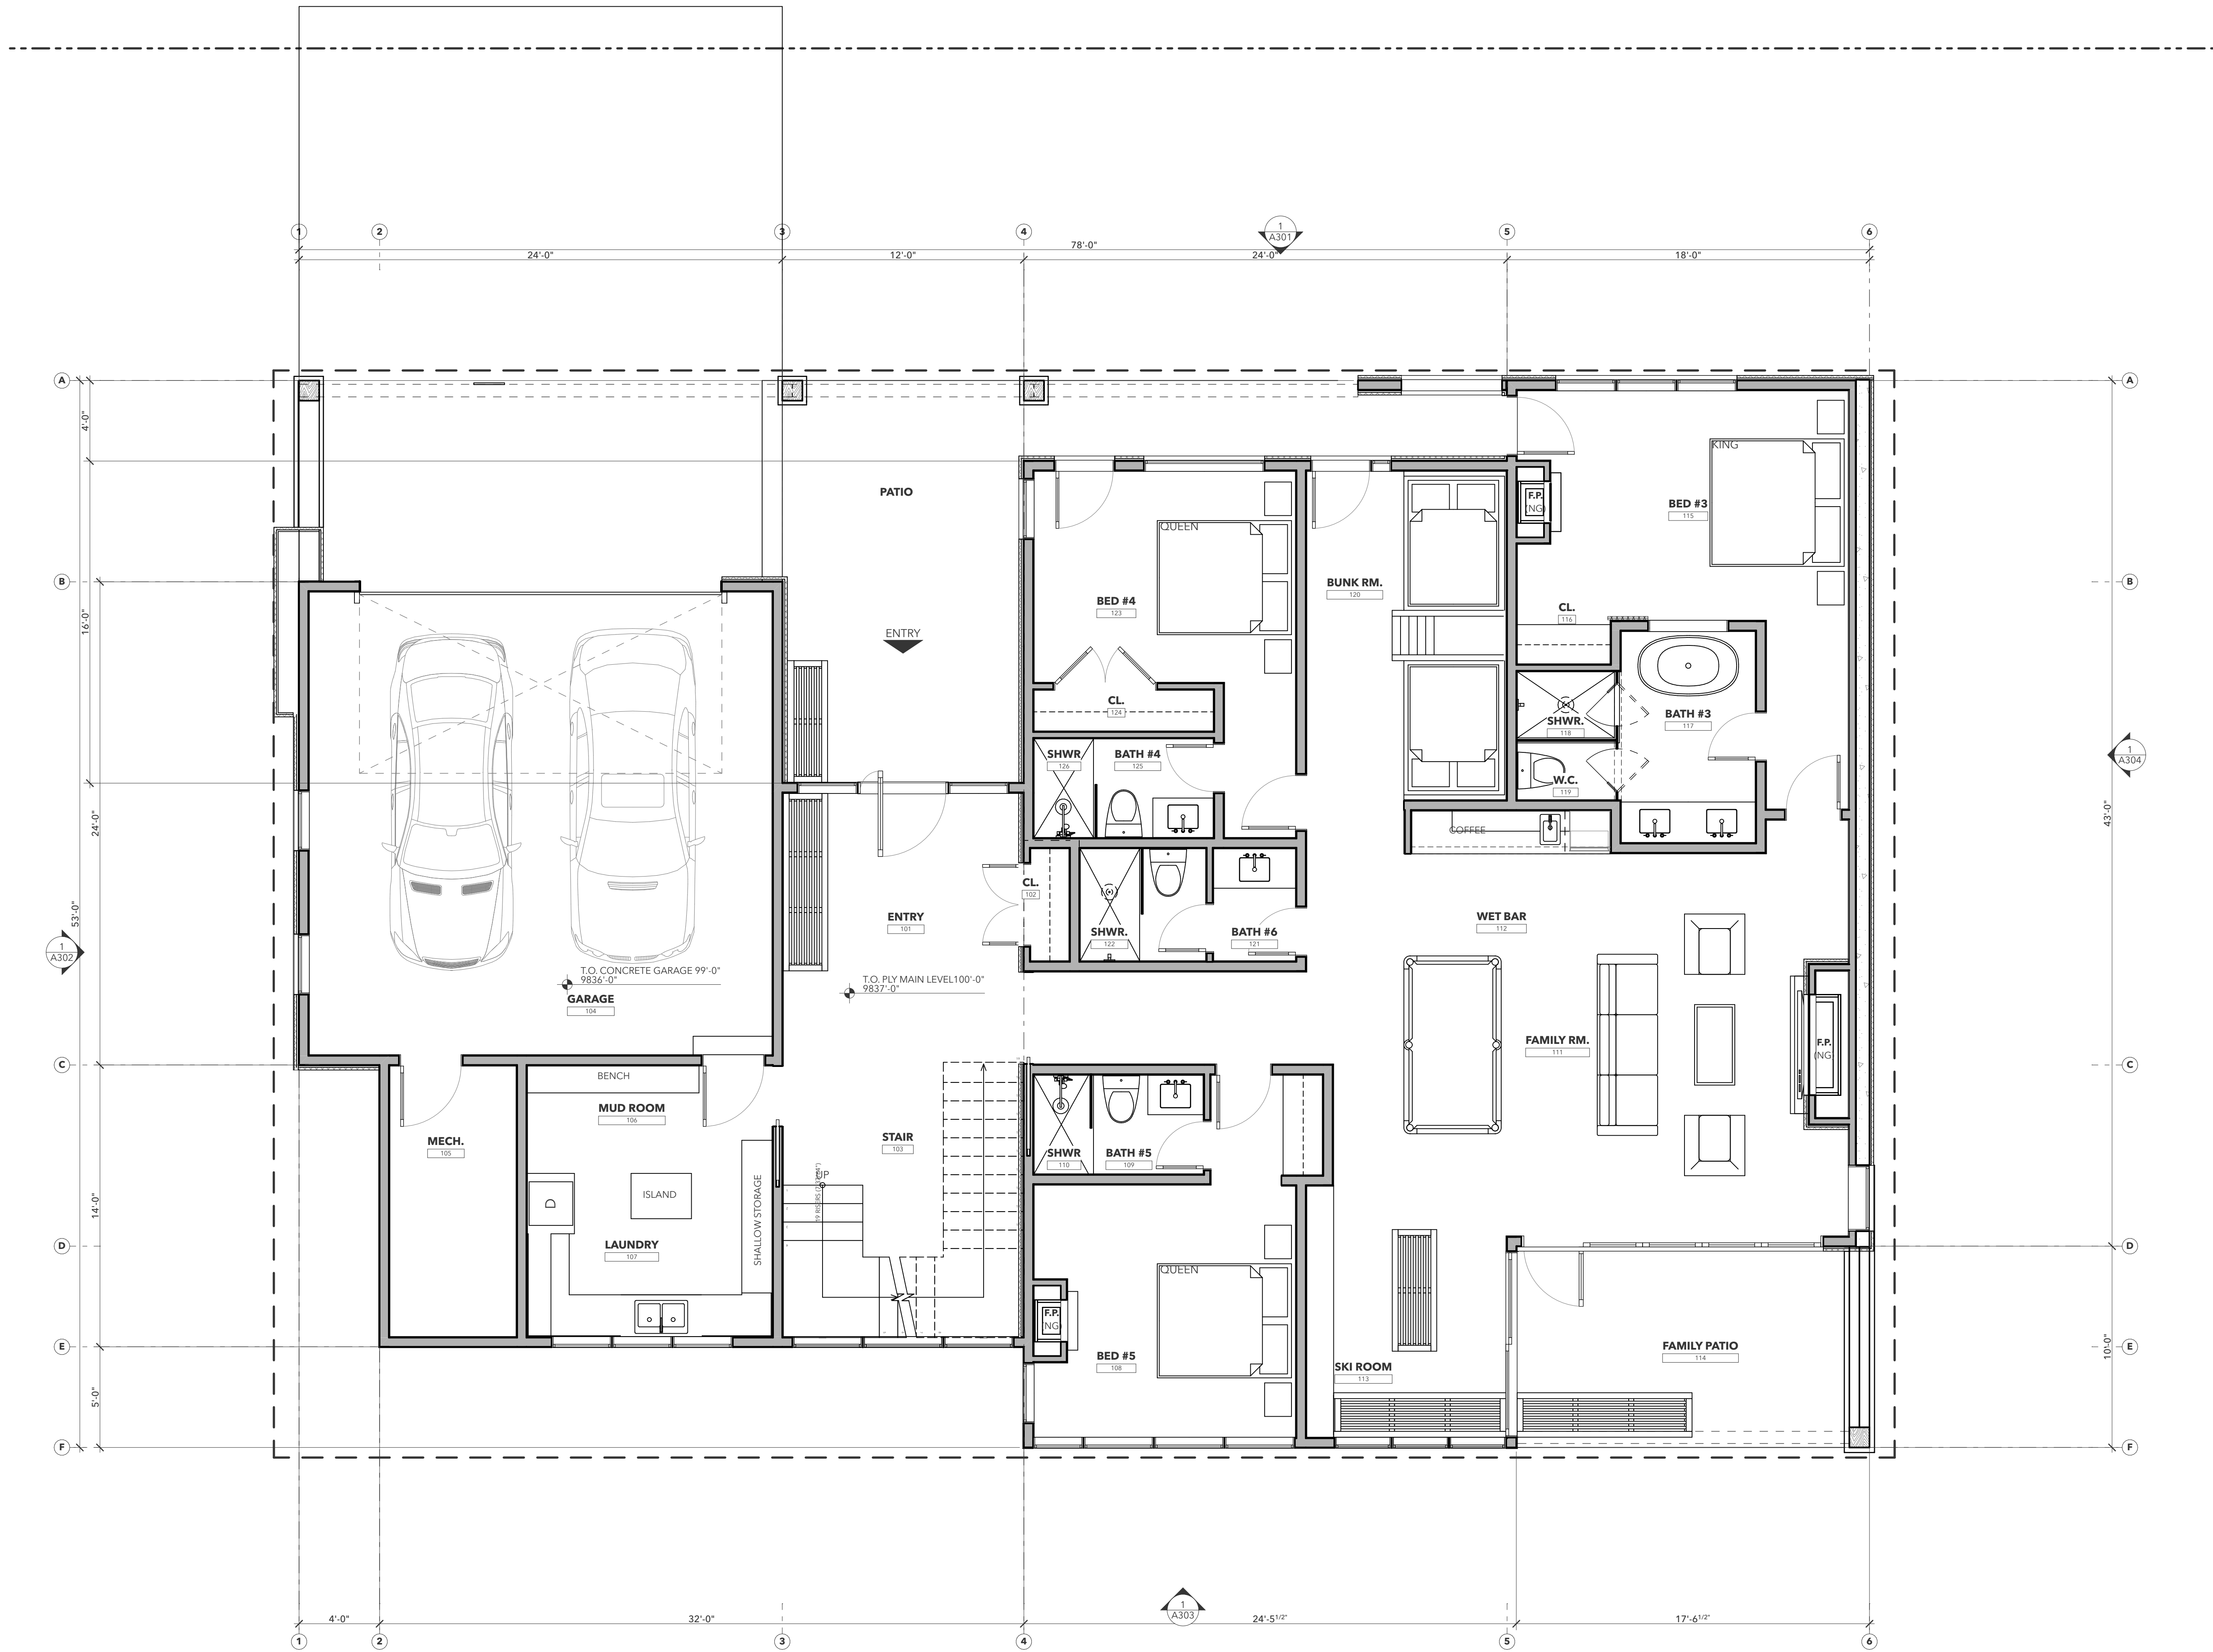 1
2
3
4
1
A301
5
6
78'-0"
24'-0"
12'-0"
24'-0"
18'-0"
A
A
4'-0"
KING
PATIO
F.P.
(NG)
BED #3
115
QUEEN
B
B
BUNK RM.
120
BED #4
123
CL.
116
16'-0"
ENTRY
CL.
124
BATH #3
117
SHWR.
118
SHWR
126
BATH #4
125
1
A304
W.C.
119
24'-0"
43'-0"
COFFEE
CL.
102
53'-0"
ENTRY
101
WET BAR
112
SHWR.
122
BATH #6
121
1
A302
T.O. CONCRETE GARAGE 99'-0"
9836'-0"
T.O. PLY MAIN LEVEL100'-0"
9837'-0"
GARAGE
104
FAMILY RM.
111
F.P.
(NG)
C
C
BENCH
MUD ROOM
106
MECH.
105
STAIR
103
SHWR
110
BATH #5
109
UP
ISLAND
14'-0"
SHALLOW STORAGE
D
LAUNDRY
107
D
D
QUEEN
F.P.
(NG)
E
E
BED #5
108
SKI ROOM
113
FAMILY PATIO
114
10'-0"
5'-0"
F
F
4'-0"
32'-0"
1
A303
24'-5 1/2"
17'-6 1/2"
1
2
3
4
5
6